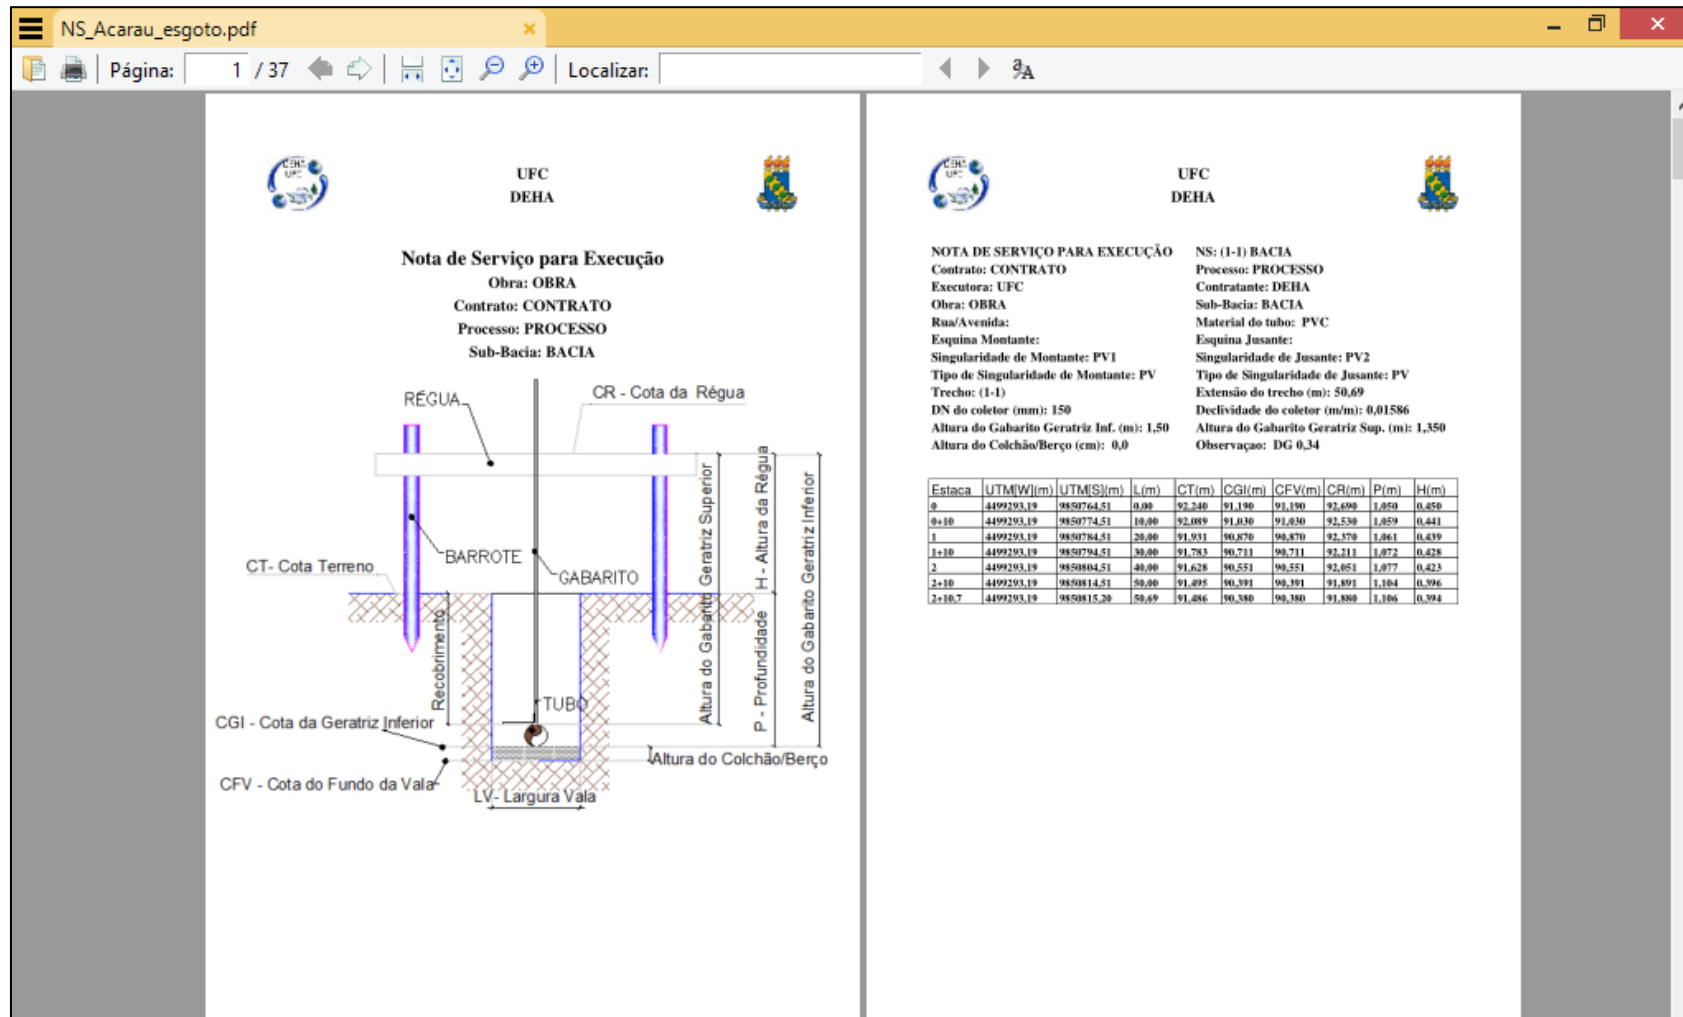 NS_Acarau_esgoto.pdf
Página: 1 / 37 Localizar:
UFC
DEHA
Nota de Serviço para Execução
Obra: OBRA
Contrato: CONTRATO
Processo: PROCESSO
Sub-Bacia: BACIA
RÉGUA
CR - Cota da Régua
BARROTE
GABARITO
CT- Cota Terreno
Recobrimento
TUBO
Altura do Gabarito Geratriz Superior
H - Altura da Régua
P - Profundidade
Altura do Gabarito Geratriz Inferior
CGI - Cota da Geratriz Inferior
Altura do Colchão/Berço
CFV - Cota do Fundo da Vala
LV- Largura Vala
UFC
DEHA
NOTA DE SERVIÇO PARA EXECUÇÃO NS: (1-1) BACIA
Contrato: CONTRATO Processo: PROCESSO
Executora: UFC Contratante: DEHA
Obra: OBRA Sub-Bacia: BACIA
Rua/Avenida: Material do tubo: PVC
Esquina Montante: Esquina Jusante:
Singularidade de Montante: PV1 Singularidade de Jusante: PV2
Tipo de Singularidade de Montante: PV Tipo de Singularidade de Jusante: PV
Trecho: (1-1) Extensão do trecho (m): 50,69
DN do coletor (mm): 150 Declividade do coletor (m/m): 0,01586
Altura do Gabarito Geratriz Inf. (m): 1,50 Altura do Gabarito Geratriz Sup. (m): 1,350
Altura do Colchão/Berço (cm): 0,0 Observaçao: DG 0,34
Estaca UTM[W](m) UTM[S](m) L(m) CT(m) CGI(m) CFV(m) CR(m) P(m) H(m)
0 4499293,19 9850764,51 0,00 92,240 91,190 91,190 92,690 1,050 0,450
0+10 4499293,19 9850774,51 10,00 92,089 91,030 91,030 92,530 1,059 0,441
1 4499293,19 9850784,51 20,00 91,931 90,870 90,870 92,370 1,061 0,439
1+10 4499293,19 9850794,51 30,00 91,783 90,711 90,711 92,211 1,072 0,428
2 4499293,19 9850804,51 40,00 91,628 90,551 90,551 92,051 1,077 0,423
2+10 4499293,19 9850814,51 50,00 91,495 90,391 90,391 91,891 1,104 0,396
2+10,7 4499293,19 9850815,20 50,69 91,486 90,380 90,380 91,880 1,106 0,394